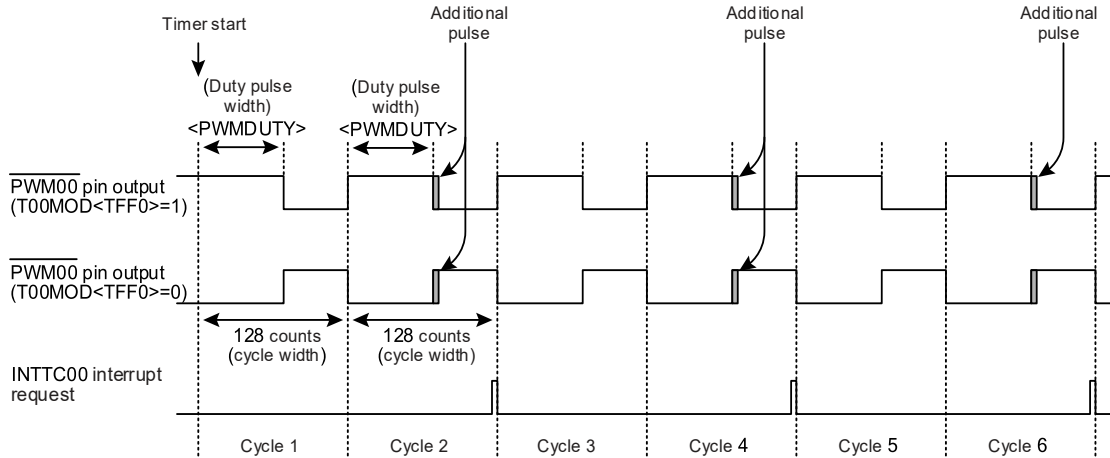 Timer start
Additional
pulse
Additional
pulse
Additional
pulse
(Duty pulse
width)
<PWMDUTY>
(Duty pulse
width)
<PWMDUTY>
PWM00 pin output
(T00MOD<TFF0>=1)
PWM00 pin output
(T00MOD<TFF0>=0)
128 counts
(cycle width)
128 counts
(cycle width)
INTTC00 interrupt
request
Cycle 1
Cycle 2
Cycle 3
Cycle 4
Cycle 5
Cycle 6